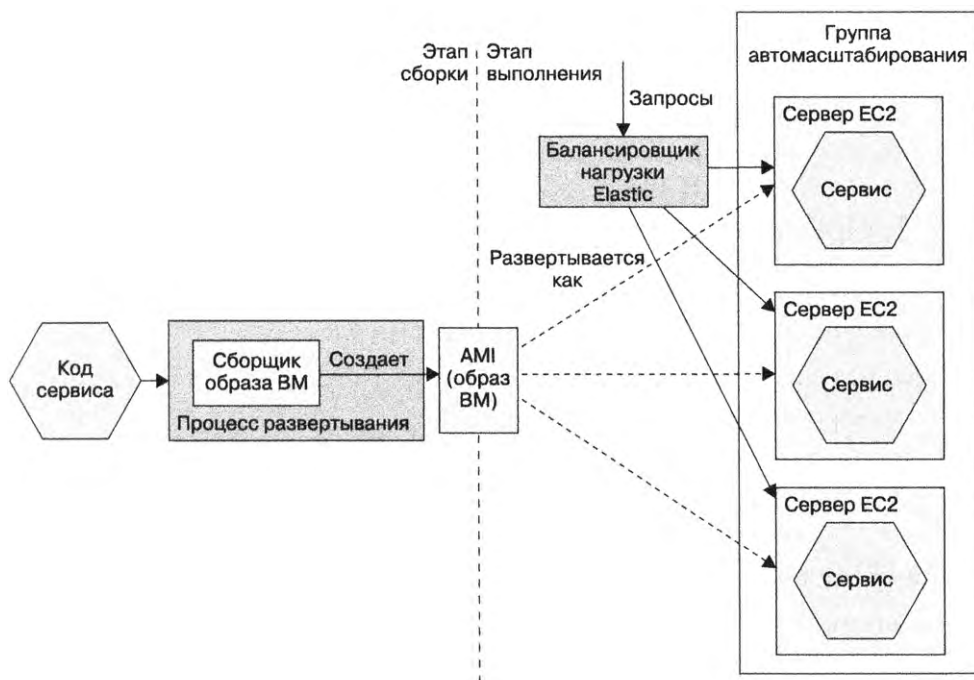 Этап
сборки
Этап
выполнения
Запросы
Группа
автомасштабирования
Балансировщик
нагрузки
Elastic
Сервер EC2
Сервис
Развертывается
как
Сервер EC2
Сервис
Код
сервиса
Сборщик
образа ВМ
Создает
Процесс развертывания
AMI
(образ
ВМ)
Сервер EC2
Сервис